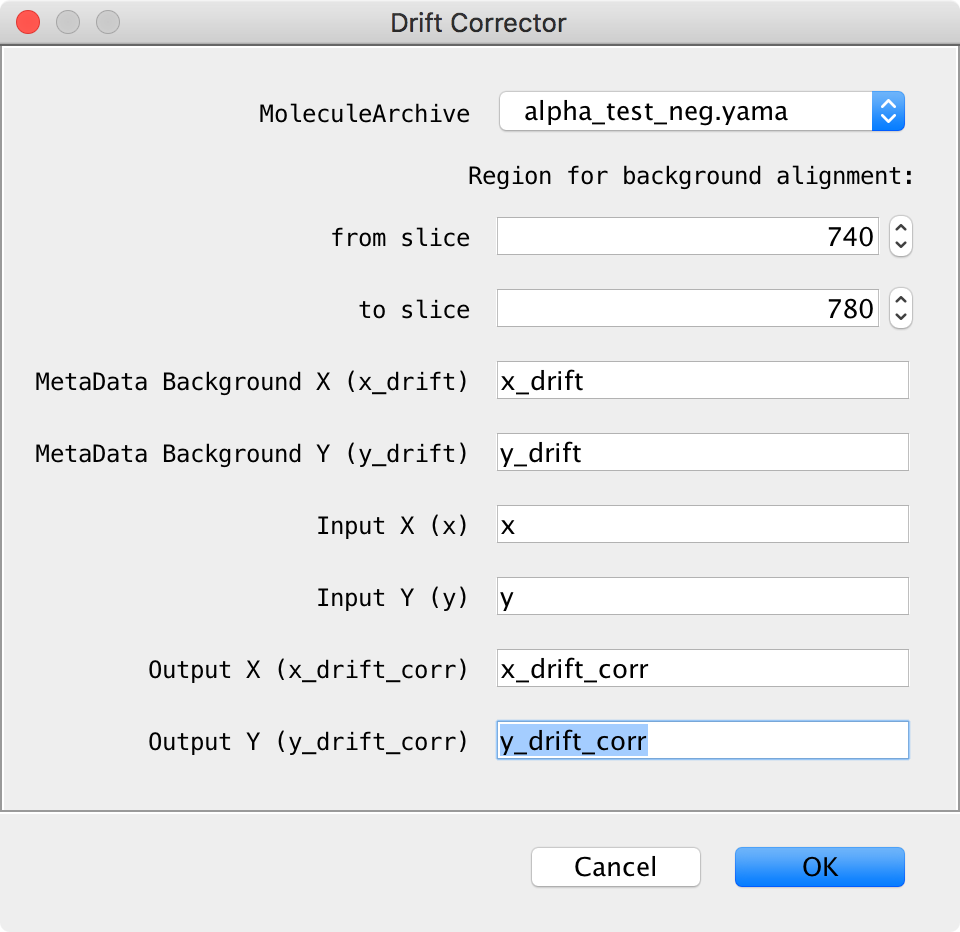 Drift Corrector
MoleculeArchive alpha_test_neg.yama
Region for background alignment:
from slice 740
to slice 780
MetaData Background X (x_drift) x_drift
MetaData Background Y (y_drift) y_drift
Input X (x) x
Input Y (y) y
Output X (x_drift_corr) x_drift_corr
Output Y (y_drift_corr) y_drift_corr
Cancel OK